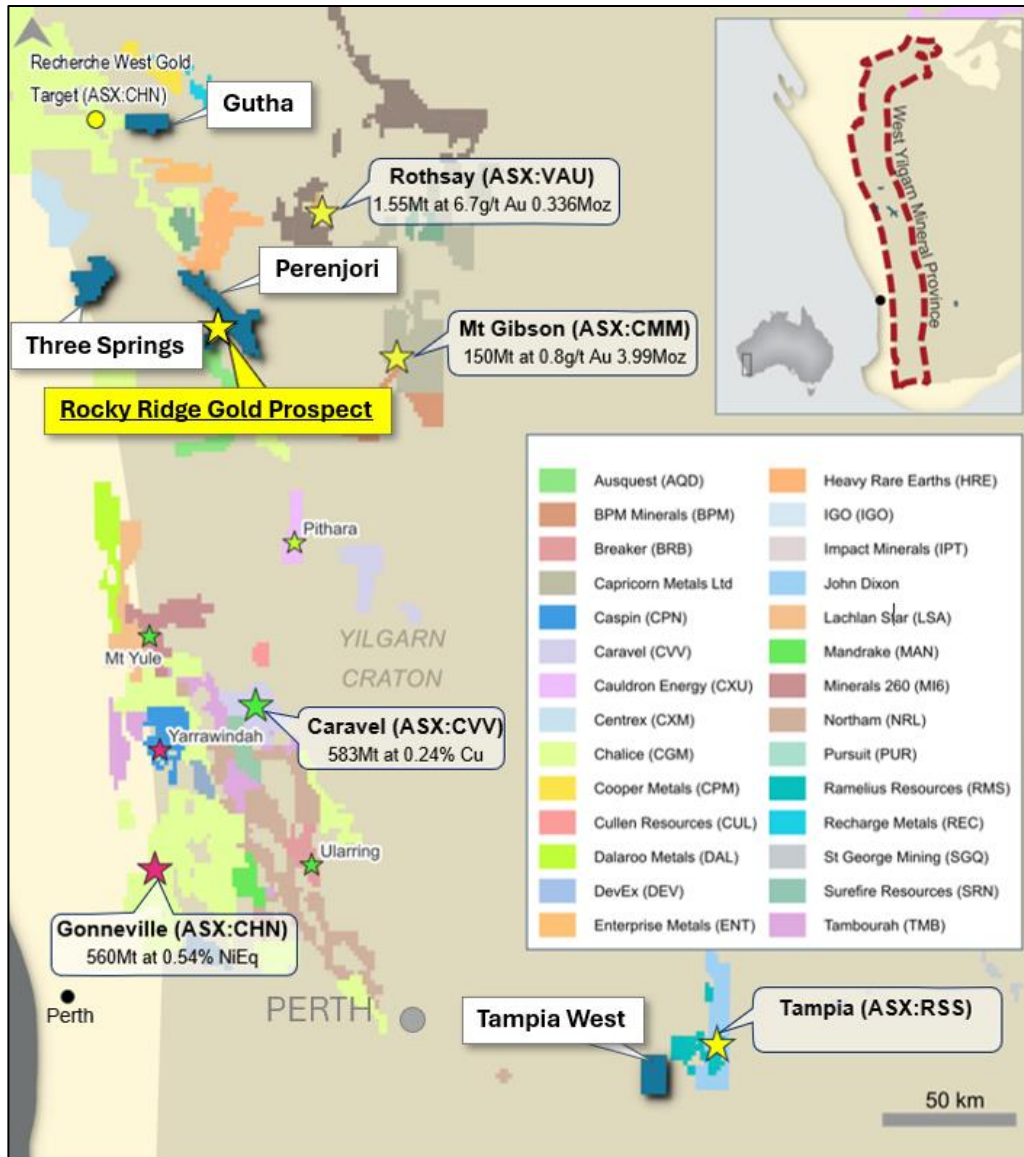 Recherche West Gold
Target (ASX:CHN)
Gutha
Rothsay (ASX:VAU)
1.55Mt at 6.7g/t Au 0.336Moz
Perenjori
Three Springs
Mt Gibson (ASX:CMM)
150Mt at 0.8g/t Au 3.99Moz
Rocky Ridge Gold Prospect
West Yilgarn Mineral Province
Pithara
YILGARN
CRATON
Mt Yule
Caravel (ASX:CVV)
583Mt at 0.24% Cu
Yarrawindah
Ularring
Gonneville (ASX:CHN)
560Mt at 0.54% NiEq
Perth
PERTH
Tampia West
Tampia (ASX:RSS)
50 km
Ausquest (AQD)
BPM Minerals (BPM)
Breaker (BRB)
Capricorn Metals Ltd
Caspin (CPN)
Caravel (CVV)
Cauldron Energy (CXU)
Centrex (CXM)
Chalice (CGM)
Cooper Metals (CPM)
Cullen Resources (CUL)
Dalaroo Metals (DAL)
DevEx (DEV)
Enterprise Metals (ENT)
Heavy Rare Earths (HRE)
IGO (IGO)
Impact Minerals (IPT)
John Dixon
Lachlan Star (LSA)
Mandrake (MAN)
Minerals 260 (MI6)
Northam (NRL)
Pursuit (PUR)
Ramelius Resources (RMS)
Recharge Metals (REC)
St George Mining (SGQ)
Surefire Resources (SRN)
Tambourah (TMB)